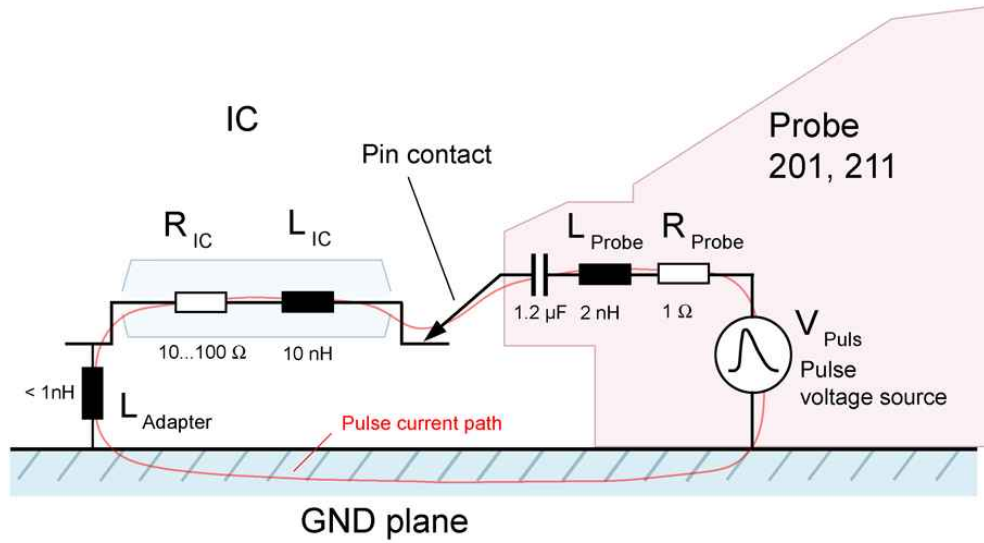 IC
Probe
201, 211
Pin contact
R IC
L IC
L Probe
R Probe
1.2 µF
2 nH
1 Ω
10...100 Ω
10 nH
V Puls
Pulse
voltage source
< 1nH
L Adapter
Pulse current path
GND plane